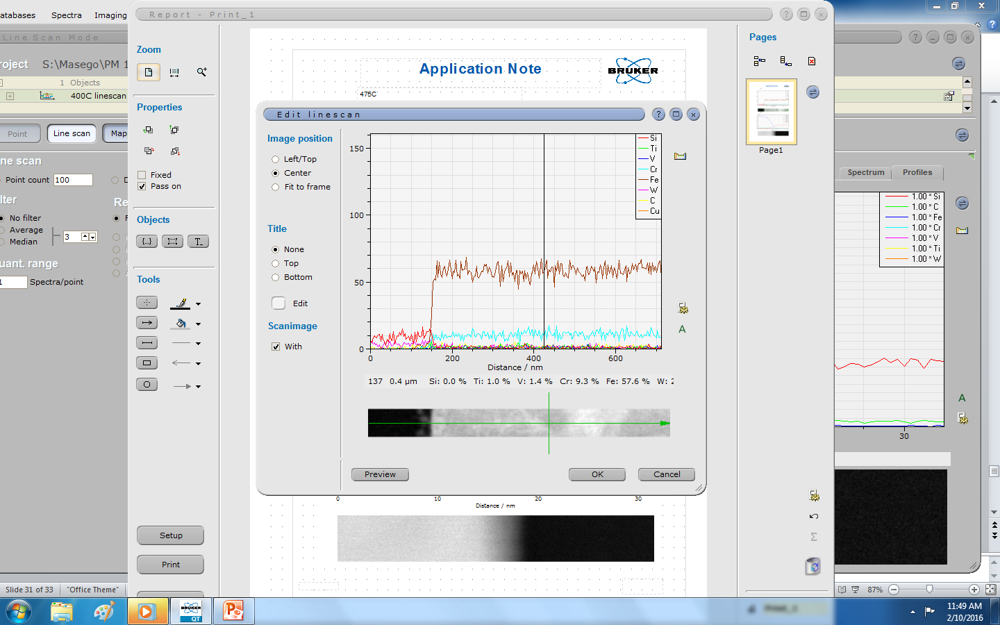 Report - Print_1
atabases Spectra Imaging
Line Scan Mode
roject S:\Masego\PM 1
1 Objects
400C linescan
Point Line scan Map
ne scan
Point count 100
lter
Re
No filter
Average
Median
3
uant. range
1 Spectra/point
Zoom
Properties
Fixed
Pass on
Objects
{...}
T_
Tools
Setup
Print
Application Note
BRUKER
475C
Edit linescan
Image position
Left/Top
Center
Fit to frame
Title
None
Top
Bottom
Edit
Scanimage
With
150
100
50
0
0 200 400 600
Distance / nm
Si
Ti
V
Cr
Fe
W
C
Cu
A
137 0.4 µm Si: 0.0 % Ti: 1.0 % V: 1.4 % Cr: 9.3 % Fe: 57.6 % W: 2
Preview OK Cancel
0 10 20 30
Distance / nm
Pages
Page1
Σ
Spectrum Profiles
1.00 * Si
1.00 * C
1.00 * Fe
1.00 * Cr
1.00 * V
1.00 * Ti
1.00 * W
A
30
Slide 31 of 33 "Office Theme"
87%
BRUKER
QT
11:49 AM
2/10/2016